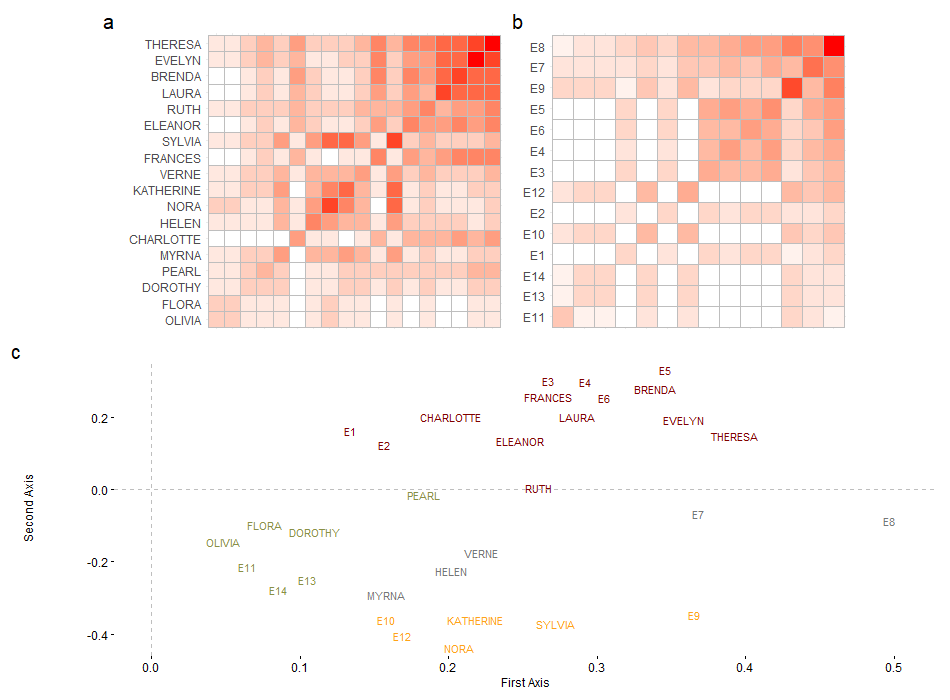 a
b
THERESA
EVELYN
BRENDA
LAURA
RUTH
ELEANOR
SYLVIA
FRANCES
VERNE
KATHERINE
NORA
HELEN
CHARLOTTE
MYRNA
PEARL
DOROTHY
FLORA
OLIVIA
E8
E7
E9
E5
E6
E4
E3
E12
E2
E10
E1
E14
E13
E11
c
Second Axis
0.2
0.0
-0.2
-0.4
E5
E3
E4
BRENDA
FRANCES
E6
CHARLOTTE
LAURA
EVELYN
E1
THERESA
E2
ELEANOR
RUTH
PEARL
E7
E8
FLORA
DOROTHY
OLIVIA
VERNE
E11
HELEN
E13
E14
MYRNA
E9
E10
KATHERINE
SYLVIA
E12
NORA
0.0
0.1
0.2
0.3
0.4
0.5
First Axis